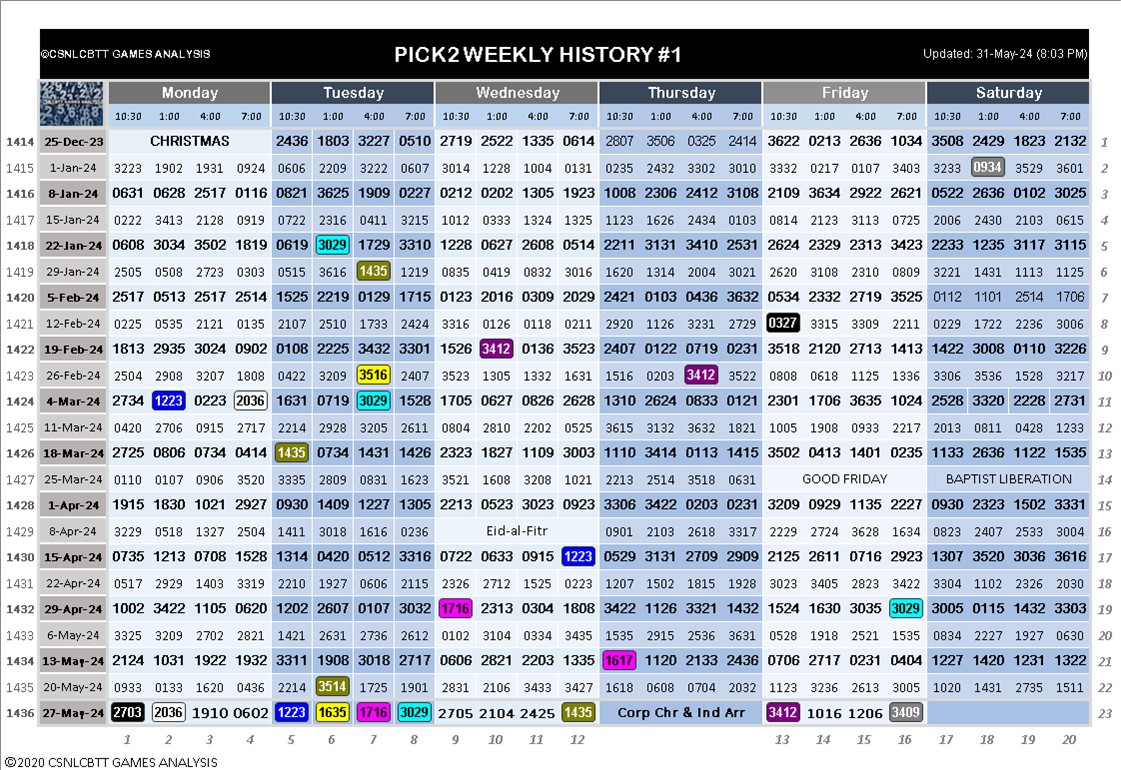 ©CSNLCBTT GAMES ANALYSIS PICK2 WEEKLY HISTORY #1 Updated: 31-May-24 (8:03 PM)
Monday Tuesday Wednesday Thursday Friday Saturday
10:30 1:00 4:00 7:00 10:30 1:00 4:00 7:00 10:30 1:00 4:00 7:00 10:30 1:00 4:00 7:00 10:30 1:00 4:00 7:00 10:30 1:00 4:00 7:00
1414 25-Dec-23 CHRISTMAS 2436 1803 3227 0510 2719 2522 1335 0614 2807 3506 0325 2414 3622 0213 2636 1034 3508 2429 1823 2132 1
1415 1-Jan-24 3223 1902 1931 0924 0606 2209 3222 0607 3014 1228 1104 0131 0235 2432 3302 3010 3332 0217 0107 3403 3233 0934 3529 3601 2
1416 8-Jan-24 0631 0628 2517 0116 0821 3625 1909 0227 0212 0202 1305 1923 1008 2306 2412 3108 2109 3634 2922 2621 0522 2636 0102 3025 3
1417 15-Jan-24 0222 3413 2128 0919 0722 2316 0411 3215 1012 0333 1324 1325 1123 1626 2434 0103 0814 2123 3113 0725 2006 2430 2103 0615 4
1418 22-Jan-24 0608 3034 3502 1819 0619 3029 1729 3310 1228 0627 2608 0514 2211 3131 3410 2531 2624 2329 2313 3423 2233 1235 3117 3115 5
1419 29-Jan-24 2505 0508 2723 0303 0515 3616 1435 1219 0835 0419 0832 3016 1620 1314 2004 3021 2620 3108 2310 0809 3221 1431 1113 1125 6
1420 5-Feb-24 2517 0513 2517 2514 1525 2219 0129 1715 0123 2016 0309 2029 2421 0103 0436 3632 0534 2332 2719 3525 0112 1101 2514 1706 7
1421 12-Feb-24 0225 0535 2121 0135 2107 2510 1733 2424 3316 0126 0118 0211 2920 1126 3231 2729 0327 3315 3309 2211 0229 1722 2236 3006 8
1422 19-Feb-24 1813 2935 3024 0902 0108 2225 3432 3301 1526 3412 0136 3523 2407 0122 0719 0231 3518 2120 2713 1413 1422 3008 0110 3226 9
1423 26-Feb-24 2504 2908 3207 1808 0422 3209 3516 2407 3523 1305 1332 1631 1516 0203 3412 3522 0808 0618 1125 1336 3306 3536 1528 3217 10
1424 4-Mar-24 2734 1223 0223 2036 1631 0719 3029 1528 1705 0627 0826 2628 1310 2624 0833 0121 2301 1706 3635 1024 2528 3320 2228 2731 11
1425 11-Mar-24 0420 2706 0915 2717 2214 2928 3205 2611 0804 2810 2202 0525 3615 3132 3632 1821 1005 1908 0933 2217 2013 0811 0428 1233 12
1426 18-Mar-24 2725 0806 0734 0414 1435 0734 1431 1426 2323 1827 1109 3003 1110 3414 0113 1415 3502 0413 1401 0235 1133 2636 1122 1535 13
1427 25-Mar-24 0110 0107 0906 3520 3335 2809 0831 1623 3521 1608 3208 1021 2213 2514 3518 0631 GOOD FRIDAY BAPTIST LIBERATION 14
1428 1-Apr-24 1915 1830 1021 2927 0930 1409 1227 1305 2213 0523 3023 0923 3306 3422 0203 0231 3209 0929 1135 2227 0930 2323 1502 3331 15
1429 8-Apr-24 3229 0518 1327 2504 1411 3018 1616 0236 Eid-al-Fitr 0901 2103 2618 3317 2229 2724 3628 1634 0823 2407 2533 3004 16
1430 15-Apr-24 0735 1213 0708 1528 1314 0420 0512 3316 0722 0633 0915 1223 0529 3131 2709 2909 2125 2611 0716 2923 1307 3520 3036 3616 17
1431 22-Apr-24 0517 2929 1403 3319 2210 1927 0606 2115 2326 2712 1525 0223 1207 1502 1815 1928 3023 3405 2823 3422 3304 1102 2326 2030 18
1432 29-Apr-24 1002 3422 1105 0620 1202 2607 0107 3032 1716 2313 0304 1808 3422 1126 3321 1432 1524 1630 3035 3029 3005 0115 1432 3303 19
1433 6-May-24 3325 3209 2702 2821 1421 2631 2736 2612 0102 3104 0334 3435 1535 2915 2536 3631 0528 1918 2521 1535 0834 2227 1927 0630 20
1434 13-May-24 2124 1031 1922 1932 3311 1908 3018 2717 0606 2821 2203 1335 1617 1120 2133 2436 0706 2717 0231 0404 1227 1420 1231 1322 21
1435 20-May-24 0933 0133 1620 0436 2214 3514 1725 1901 2831 2106 3433 3427 1618 0608 0704 2032 1123 3236 2613 3005 1020 1431 2735 1511 22
1436 27-May-24 2703 2036 1910 0602 1223 1635 1716 3029 2705 2104 2425 1435 Corp Chr & Ind Arr 3412 1016 1206 3409 23
1 2 3 4 5 6 7 8 9 10 11 12 13 14 15 16 17 18 19 20
©2020 CSNLCBTT GAMES ANALYSIS